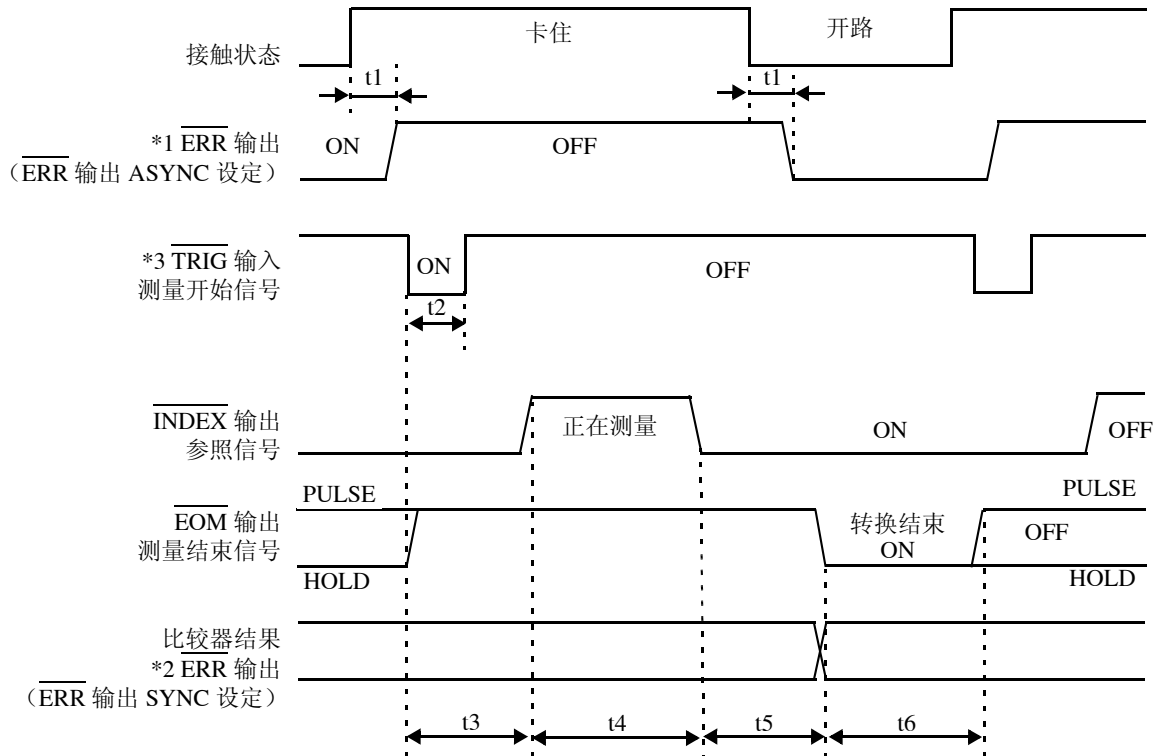 接触状态
卡住
开路
t1
t1
*1 ERR 输出
（ERR 输出 ASYNC 设定）
ON
OFF
*3 TRIG 输入
测量开始信号
ON
OFF
t2
INDEX 输出
参照信号
正在测量
ON
OFF
PULSE
PULSE
EOM 输出
测量结束信号
转换结束
ON
OFF
HOLD
HOLD
比较器结果
*2 ERR 输出
（ERR 输出 SYNC 设定）
t3
t4
t5
t6